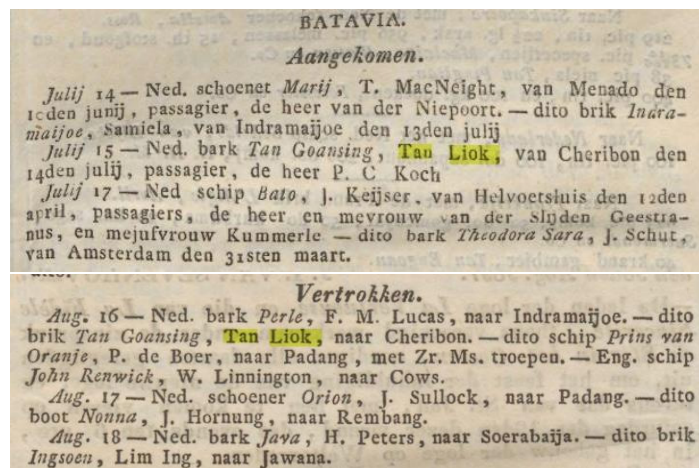 BATAVIA.
Aangekomen.
Julij 14 — Ned. schoenet Marij, T. MacNeight, van Menado den
10den junij, passagier, de heer van der Niepoort. — dito brik Indra-
maijoe, Samiela, van Indramaijoe den 13den julij
Julij 15 — Ned. bark Tan Goansing, Tan Liok, van Cheribon den
14den julij, passagier, de heer P. C Koch
Julij 17 — Ned schip Bato, J. Keijser, van Helvoetsluis den 12den
april, passagiers, de heer en mevrouw van der Slijden Geestra-
nus, en mejufvrouw Kummerle — dito bark Theodora Sara, J. Schut,
van Amsterdam den 31sten maart.
Vertrokken.
Aug. 16 — Ned. bark Perle, F. M. Lucas, naar Indramaijoe. — dito
brik Tan Goansing, Tan Liok, naar Cheribon. — dito schip Prins van
Oranje, P. de Boer, naar Padang, met Zr. Ms. troepen. — Eng. schip
John Renwick, W. Linnington, naar Cows.
Aug. 17 — Ned. schoener Orion, J. Sullock, naar Padang. — dito
boot Nonna, J. Hornung, naar Rembang.
Aug. 18 — Ned. bark Java, H. Peters, naar Soerabaija. — dito brik
Ingsoen, Lim Ing, naar Jawana.